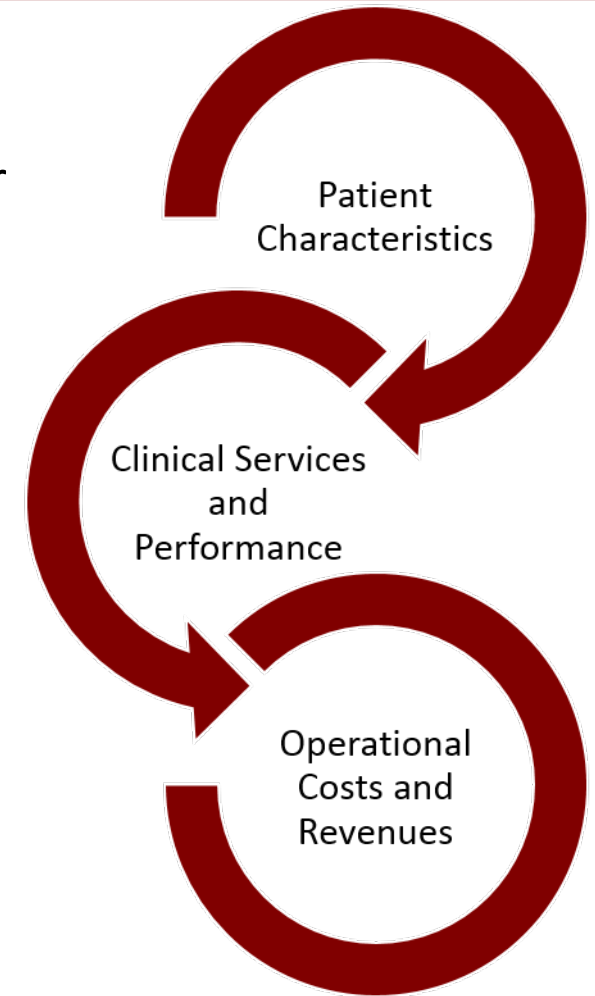 Patient
Characteristics
Clinical Services
and
Performance
Operational
Costs and
Revenues